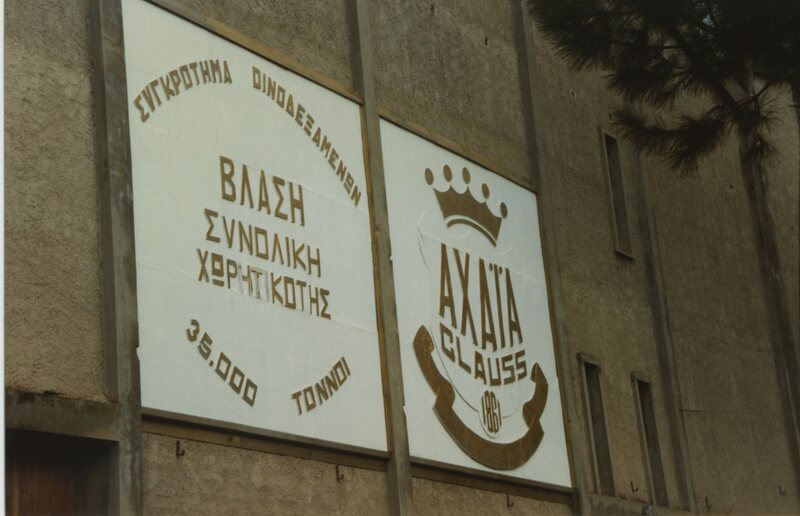 ΣΥΓΚΡΟΤΗΜΑ ΟΙΝΟΔΕΞΑΜΕΝΩΝ
ΒΛΑΣΗ
ΣΥΝΟΛΙΚΗ
ΧΩΡΗΤΙΚΟΤΗΣ
35.000 ΤΟΝΝΟΙ
ΑΧΑΪΑ
CLAUSS
1861